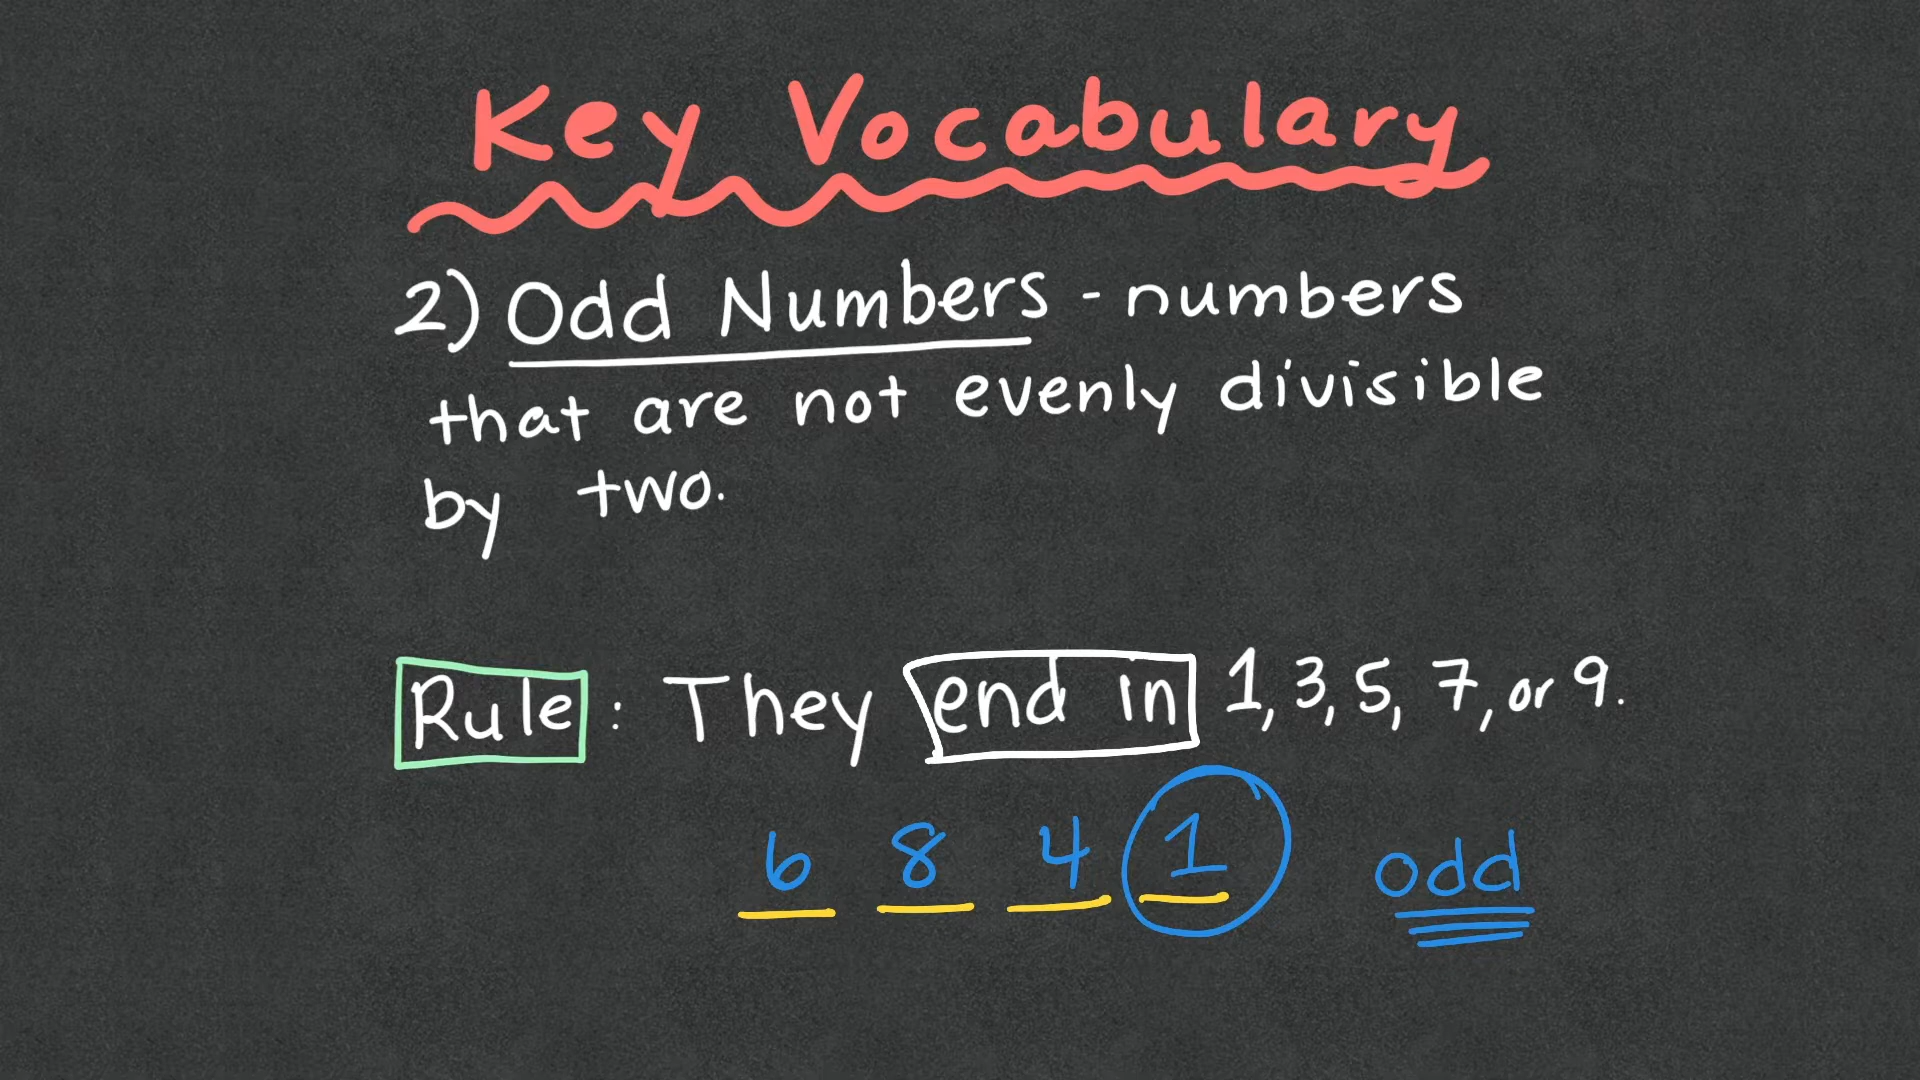 Key Vocabulary
2) Odd Numbers - numbers
that are not evenly divisible
by two.
Rule : They end in 1, 3, 5, 7, or 9.
6 8 4 1 odd